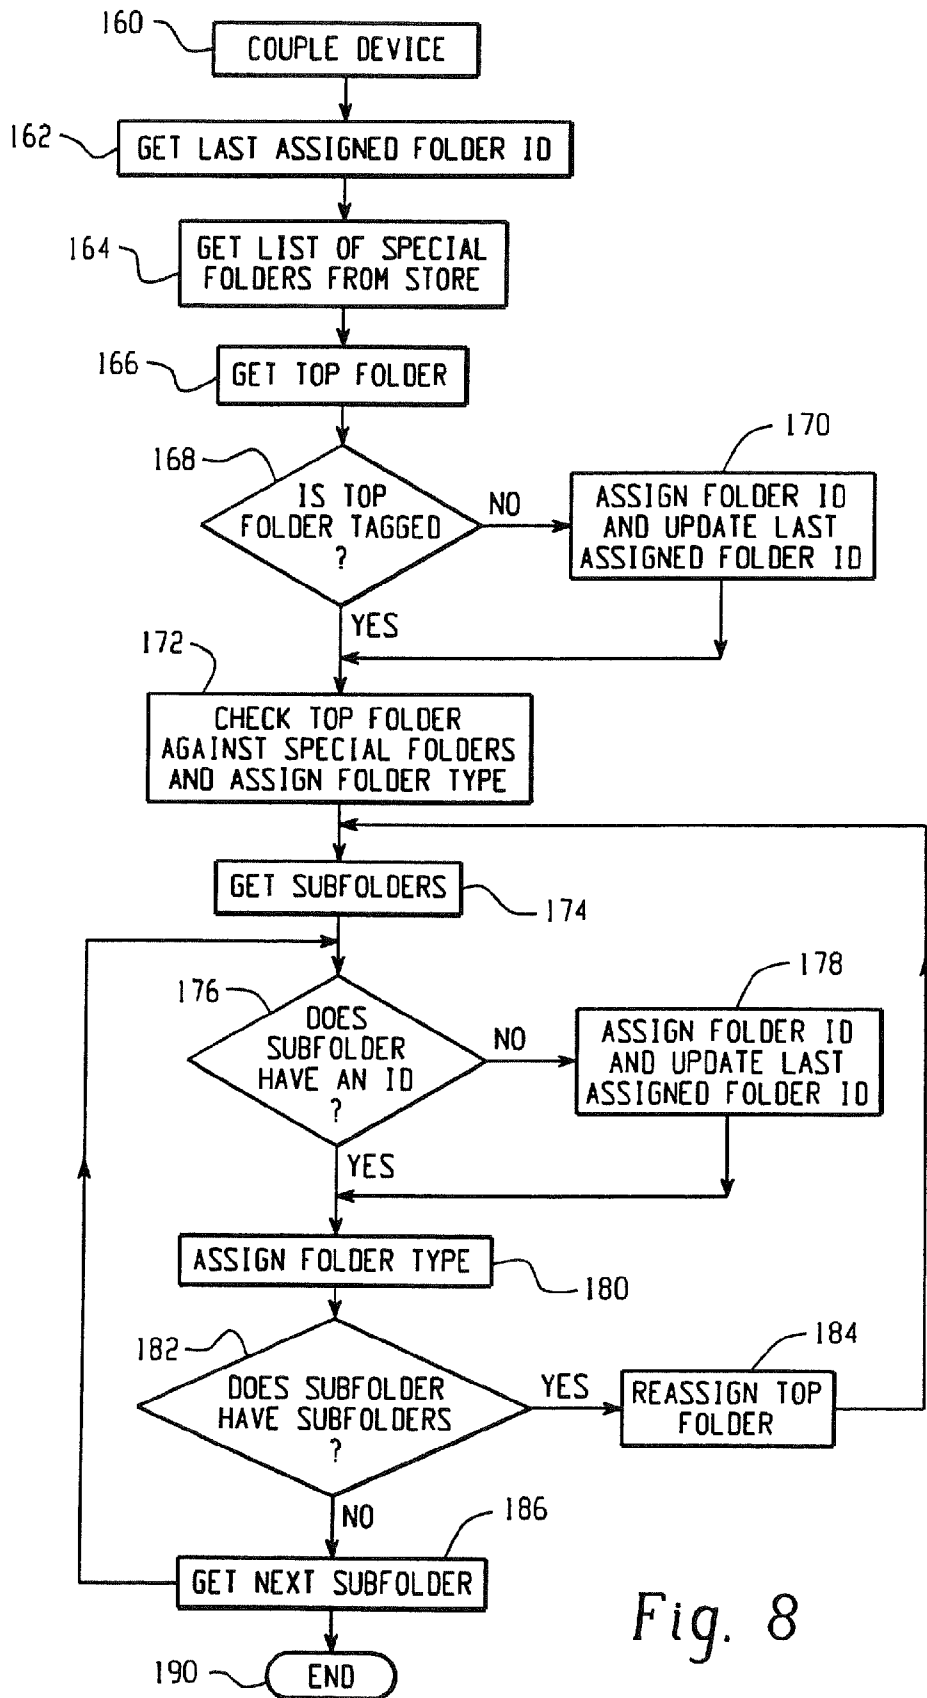 160
COUPLE DEVICE
162
GET LAST ASSIGNED FOLDER ID
164
GET LIST OF SPECIAL
FOLDERS FROM STORE
166
GET TOP FOLDER
168
IS TOP
FOLDER TAGGED
?
NO
170
ASSIGN FOLDER ID
AND UPDATE LAST
ASSIGNED FOLDER ID
YES
172
CHECK TOP FOLDER
AGAINST SPECIAL FOLDERS
AND ASSIGN FOLDER TYPE
GET SUBFOLDERS
174
176
DOES
SUBFOLDER
HAVE AN ID
?
NO
178
ASSIGN FOLDER ID
AND UPDATE LAST
ASSIGNED FOLDER ID
YES
ASSIGN FOLDER TYPE
180
182
DOES SUBFOLDER
HAVE SUBFOLDERS
?
YES
184
REASSIGN TOP
FOLDER
NO
186
GET NEXT SUBFOLDER
190
END
Fig. 8